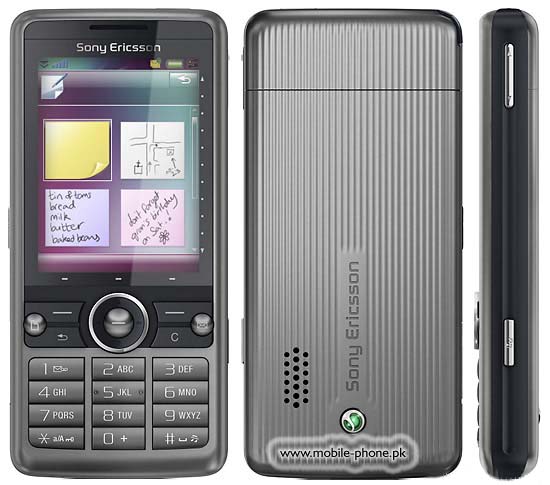 Sony Ericsson
tin of toms
bread
milk
butter
baked beans
don't forget
gran's birthday
on Sat.!
C
1
2 ABC
3 DEF
4 GHI
5 JKL
6 MNO
7 PQRS
8 TUV
9 WXYZ
* a/A
0 +
#
Sony Ericsson
www.mobile-phone.pk